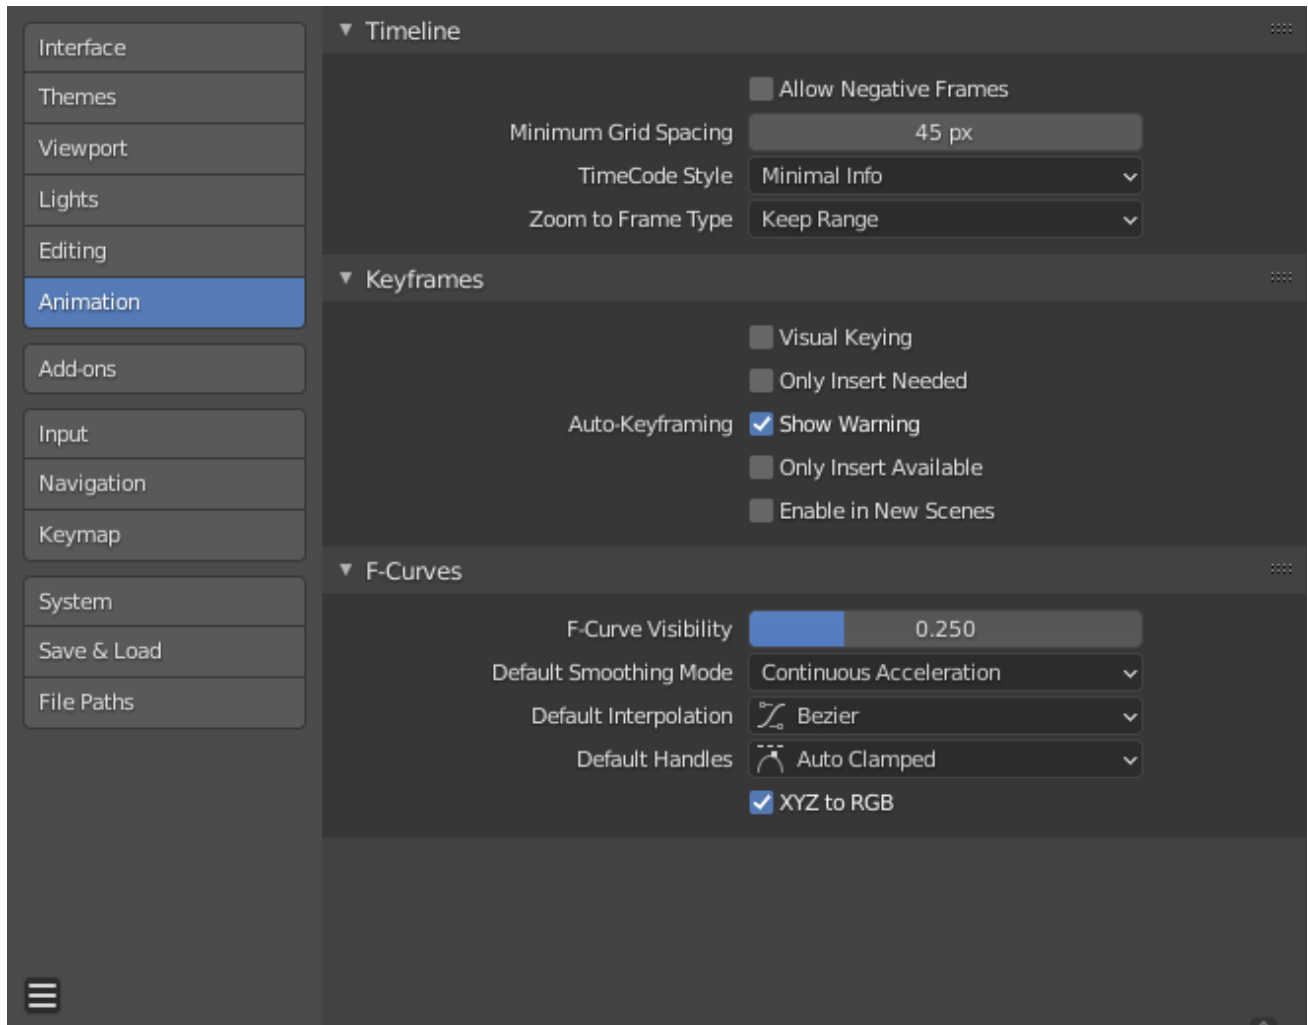 Interface
Themes
Viewport
Lights
Editing
Animation
Add-ons
Input
Navigation
Keymap
System
Save & Load
File Paths
Timeline
Allow Negative Frames
Minimum Grid Spacing 45 px
TimeCode Style Minimal Info
Zoom to Frame Type Keep Range
Keyframes
Visual Keying
Only Insert Needed
Auto-Keyframing Show Warning
Only Insert Available
Enable in New Scenes
F-Curves
F-Curve Visibility 0.250
Default Smoothing Mode Continuous Acceleration
Default Interpolation Bezier
Default Handles Auto Clamped
XYZ to RGB